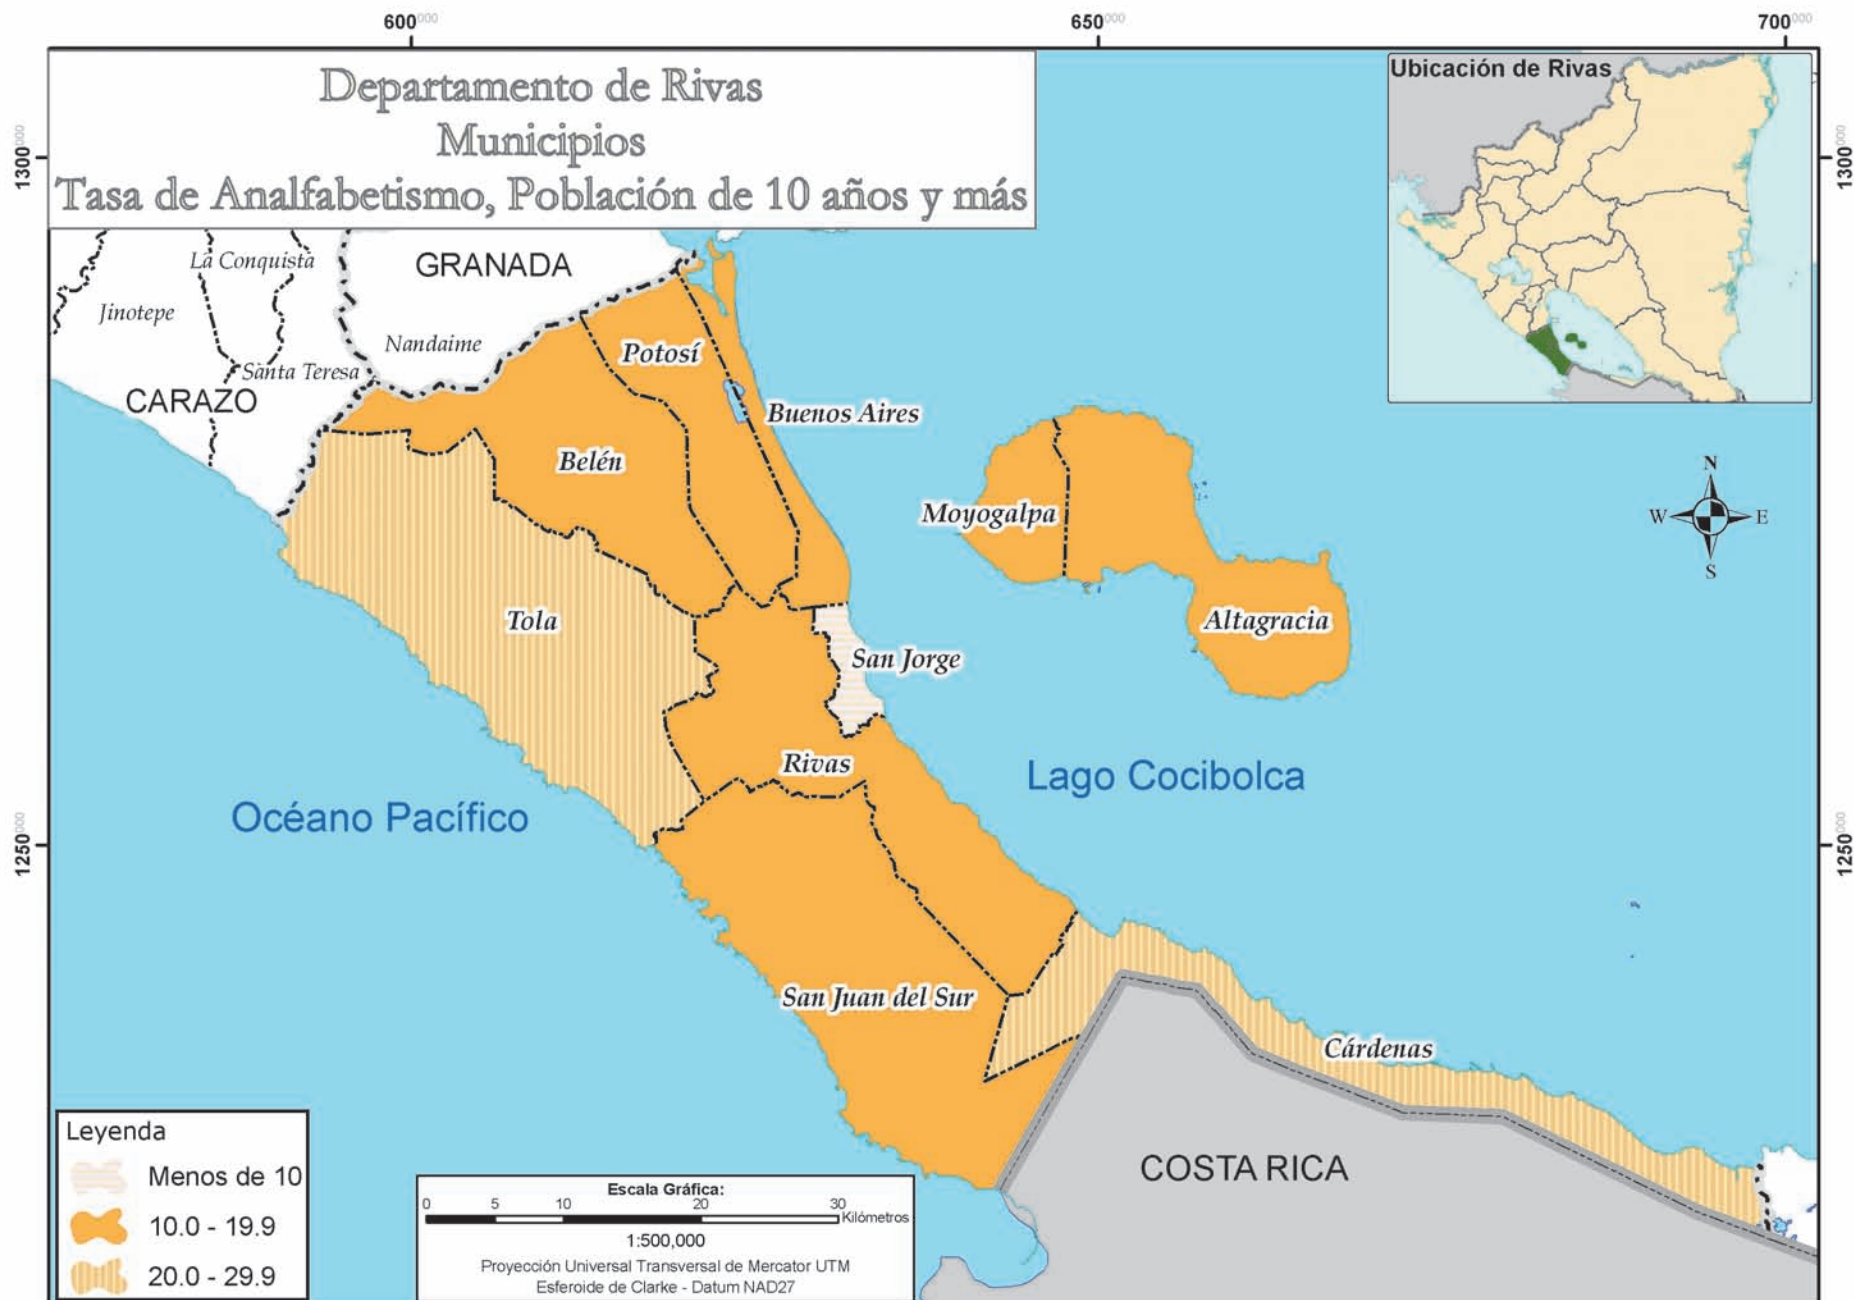 600000
650000
700000
Departamento de Rivas
Municipios
Tasa de Analfabetismo, Población de 10 años y más
Ubicación de Rivas
1300000
1300000
La Conquista
GRANADA
Jinotepe
Nandaime
Santa Teresa
CARAZO
Potosí
Buenos Aires
Belén
Moyogalpa
N
W
E
S
Tola
Altagracia
San Jorge
Rivas
Lago Cocibolca
Océano Pacífico
1250000
1250000
San Juan del Sur
Cárdenas
COSTA RICA
Leyenda
Menos de 10
10.0 - 19.9
20.0 - 29.9
Escala Gráfica:
0 5 10 20 30
Kilómetros
1:500,000
Proyección Universal Transversal de Mercator UTM
Esferoide de Clarke - Datum NAD27